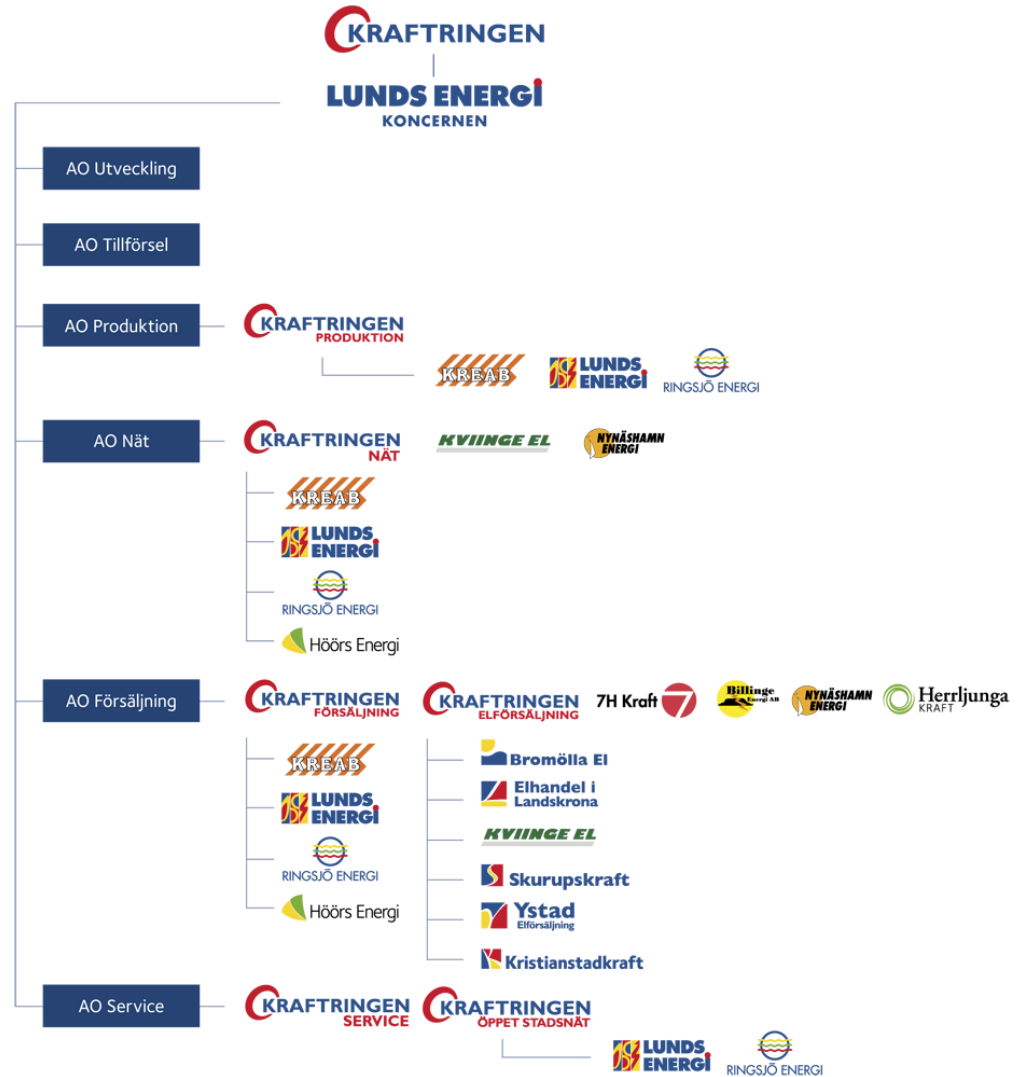 KRAFTRINGEN
LUNDS ENERGI
KONCERNEN
AO Utveckling
AO Tillförsel
AO Produktion
KRAFTRINGEN
PRODUKTION
KREAB
LUNDS
ENERGI
RINGSJÖ ENERGI
AO Nät
KRAFTRINGEN
NÄT
KVIINGE EL
NYNÄSHAMN
ENERGI
KREAB
LUNDS
ENERGI
RINGSJÖ ENERGI
Höörs Energi
AO Försäljning
KRAFTRINGEN
FÖRSÄLJNING
KRAFTRINGEN
ELFÖRSÄLJNING
7H Kraft 7
Billinge
Energi AB
NYNÄSHAMN
ENERGI
Herrljunga
KRAFT
KREAB
LUNDS
ENERGI
RINGSJÖ ENERGI
Höörs Energi
Bromölla El
Elhandel i
Landskrona
KVIINGE EL
Skurupskraft
Ystad
Elförsäljning
Kristianstadkraft
AO Service
KRAFTRINGEN
SERVICE
KRAFTRINGEN
ÖPPET STADSNÄT
LUNDS
ENERGI
RINGSJÖ ENERGI